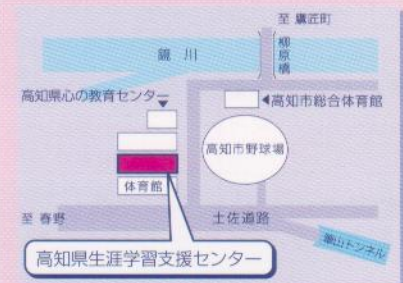 至 鷹匠町
鏡 川
柳原橋
高知県心の教育センター
高知市総合体育館
高知市野球場
体育館
至 春野
土佐道路
高知県生涯学習支援センター
トンネル